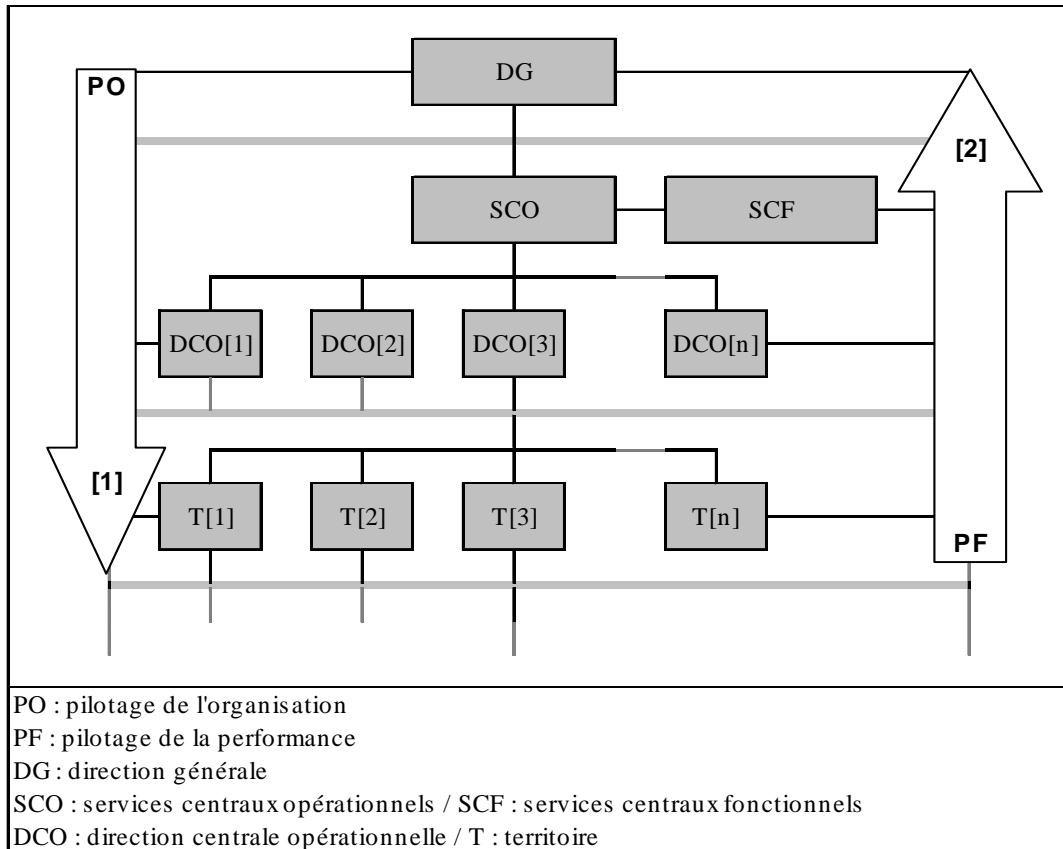 DG
PO
[2]
SCO
SCF
DCO[1] DCO[2] DCO[3] DCO[n]
[1]
T[1] T[2] T[3] T[n]
PF
PO : pilotage de l'organisation
PF : pilotage de la performance
DG : direction générale
SCO : services centraux opérationnels / SCF : services centraux fonctionnels
DCO : direction centrale opérationnelle / T : territoire